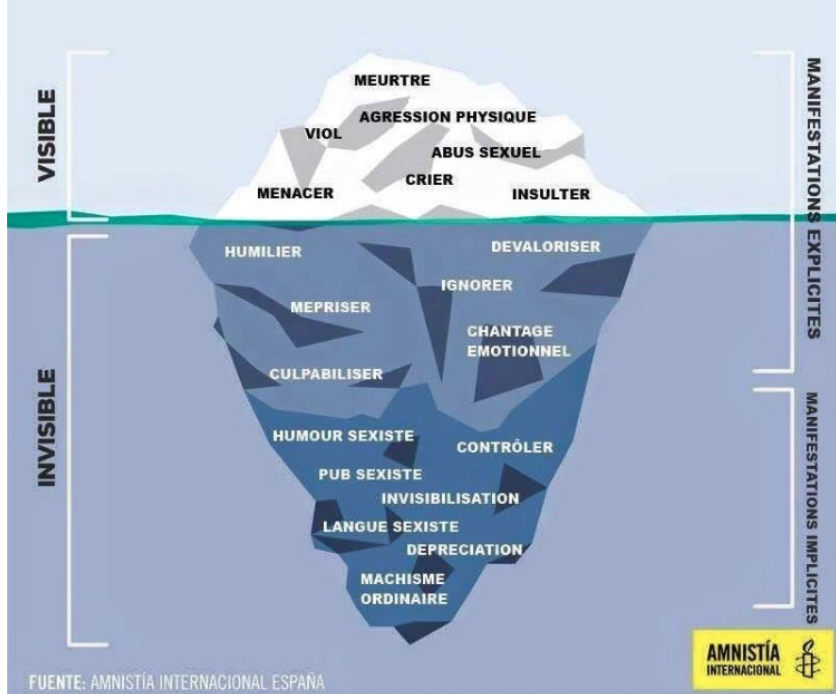 VISIBLE
MANIFESTATIONS EXPLICITES
MEURTRE
AGRESSION PHYSIQUE
VIOL
ABUS SEXUEL
CRIER
MENACER
INSULTER
INVISIBLE
HUMILIER
DEVALORISER
IGNORER
MEPRISER
CHANTAGE
EMOTIONNEL
CULPABILISER
MANIFESTATIONS IMPLICITES
HUMOUR SEXISTE
CONTRÔLER
PUB SEXISTE
INVISIBILISATION
LANGUE SEXISTE
DEPRECIATION
MACHISME
ORDINAIRE
AMNISTÍA
INTERNACIONAL
FUENTE: AMNISTÍA INTERNACIONAL ESPAÑA